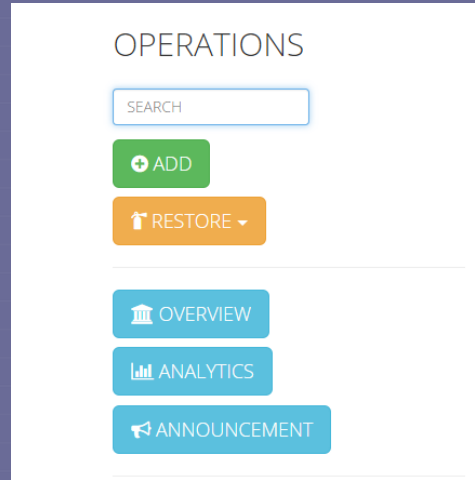 OPERATIONS
SEARCH
ADD
RESTORE
OVERVIEW
ANALYTICS
ANNOUNCEMENT